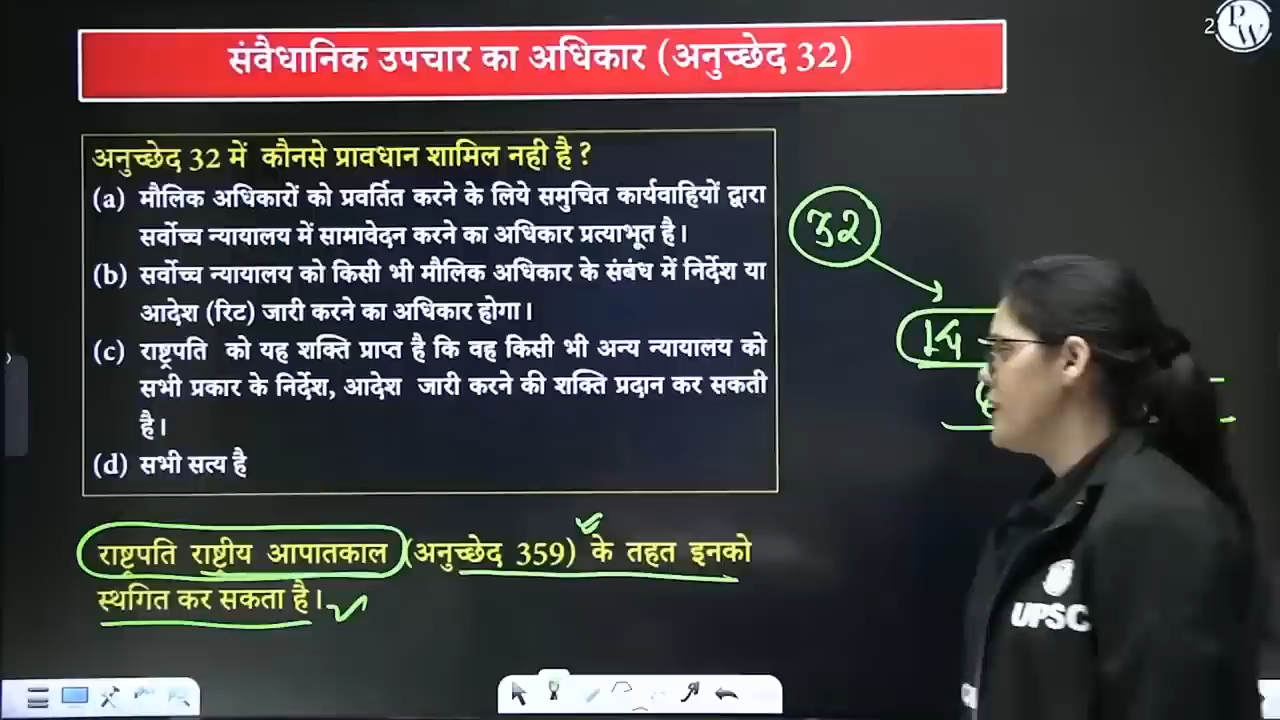 2
PW
संवैधानिक उपचार का अधिकार (अनुच्छेद 32)
अनुच्छेद 32 में कौनसे प्रावधान शामिल नही है ?
(a) मौलिक अधिकारों को प्रवर्तित करने के लिये समुचित कार्यवाहियों द्वारा
सर्वोच्च न्यायालय में सामावेदन करने का अधिकार प्रत्याभूत है।
(b) सर्वोच्च न्यायालय को किसी भी मौलिक अधिकार के संबंध में निर्देश या
आदेश (रिट) जारी करने का अधिकार होगा।
(c) राष्ट्रपति को यह शक्ति प्राप्त है कि वह किसी भी अन्य न्यायालय को
सभी प्रकार के निर्देश, आदेश जारी करने की शक्ति प्रदान कर सकती
है।
(d) सभी सत्य है
32
राष्ट्रपति राष्ट्रीय आपातकाल (अनुच्छेद 359) के तहत इनको
स्थगित कर सकता है।
UPSC